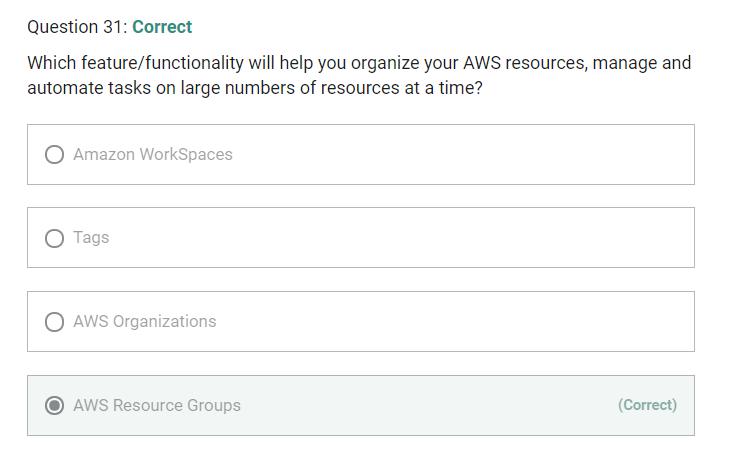 Question 31: Correct
Which feature/functionality will help you organize your AWS resources, manage and
automate tasks on large numbers of resources at a time?
Amazon WorkSpaces
Tags
AWS Organizations
AWS Resource Groups (Correct)